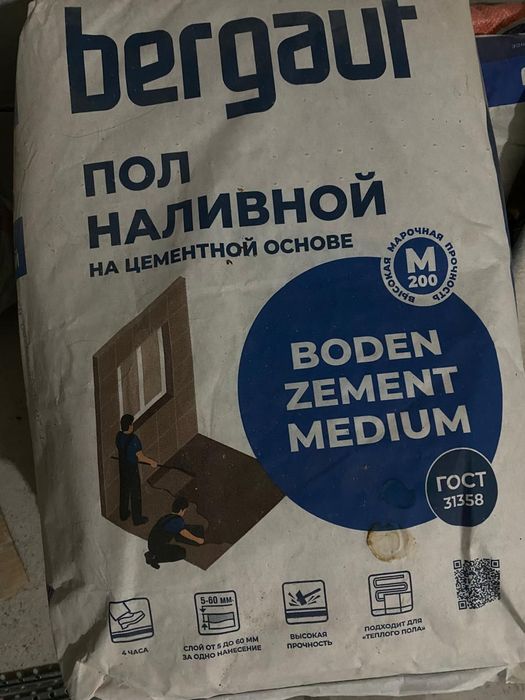 bergauf
ПОЛ
НАЛИВНОЙ
НА ЦЕМЕНТНОЙ ОСНОВЕ
ВЫСОКАЯ МАРОЧНАЯ ПРОЧНОСТЬ
М
200
BODEN
ZEMENT
MEDIUM
ГОСТ
31358
4 ЧАСА
5-60 мм
СЛОЙ ОТ 5 ДО 60 ММ
ЗА ОДНО НАНЕСЕНИЕ
ВЫСОКАЯ
ПРОЧНОСТЬ
ПОДХОДИТ ДЛЯ
«ТЕПЛОГО ПОЛА»